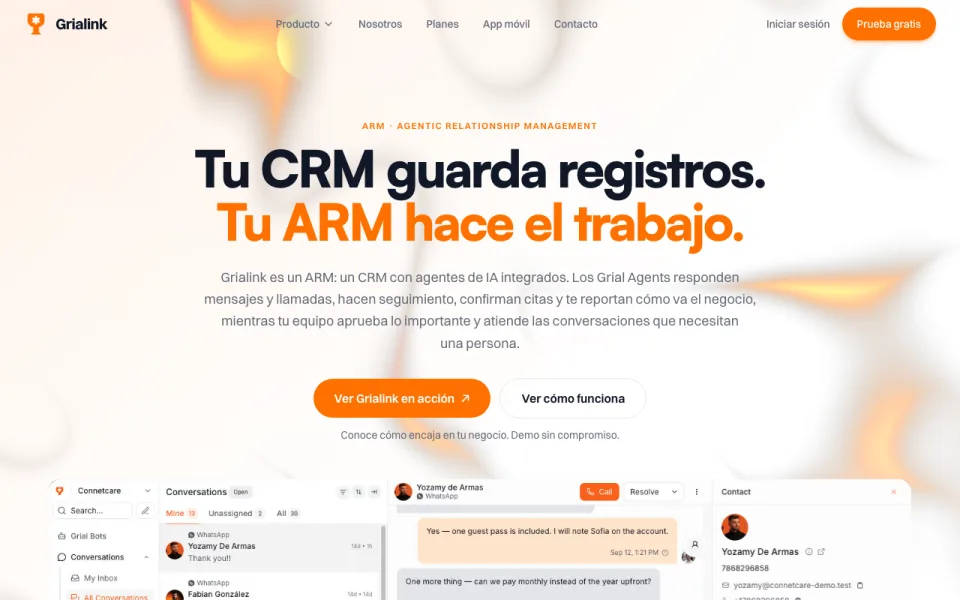 Grialink
Producto
Nosotros
Planes
App móvil
Contacto
Iniciar sesión
Prueba gratis
ARM · AGENTIC RELATIONSHIP MANAGEMENT
Tu CRM guarda registros.
Tu ARM hace el trabajo.
Grialink es un ARM: un CRM con agentes de IA integrados. Los Grial Agents responden
mensajes y llamadas, hacen seguimiento, confirman citas y te reportan cómo va el negocio,
mientras tu equipo aprueba lo importante y atiende las conversaciones que necesitan
una persona.
Ver Grialink en acción
Ver cómo funciona
Conoce cómo encaja en tu negocio. Demo sin compromiso.
Connetcare
Search...
Grial Bots
Conversations
My Inbox
All Conversations
Conversations Open
Mine 13 Unassigned 2 All 30
WhatsApp
Yozamy De Armas
14d • 1h
Thank you!!
WhatsApp
Fabian González
14d • 14d
Yozamy de Armas
WhatsApp
Call
Resolve
Yes — one guest pass is included. I will note Sofia on the account.
Sep 12, 1:21 PM
One more thing — can we pay monthly instead of the year upfront?
Contact
Yozamy De Armas
7868296858
yozamy@connetcare-demo.test